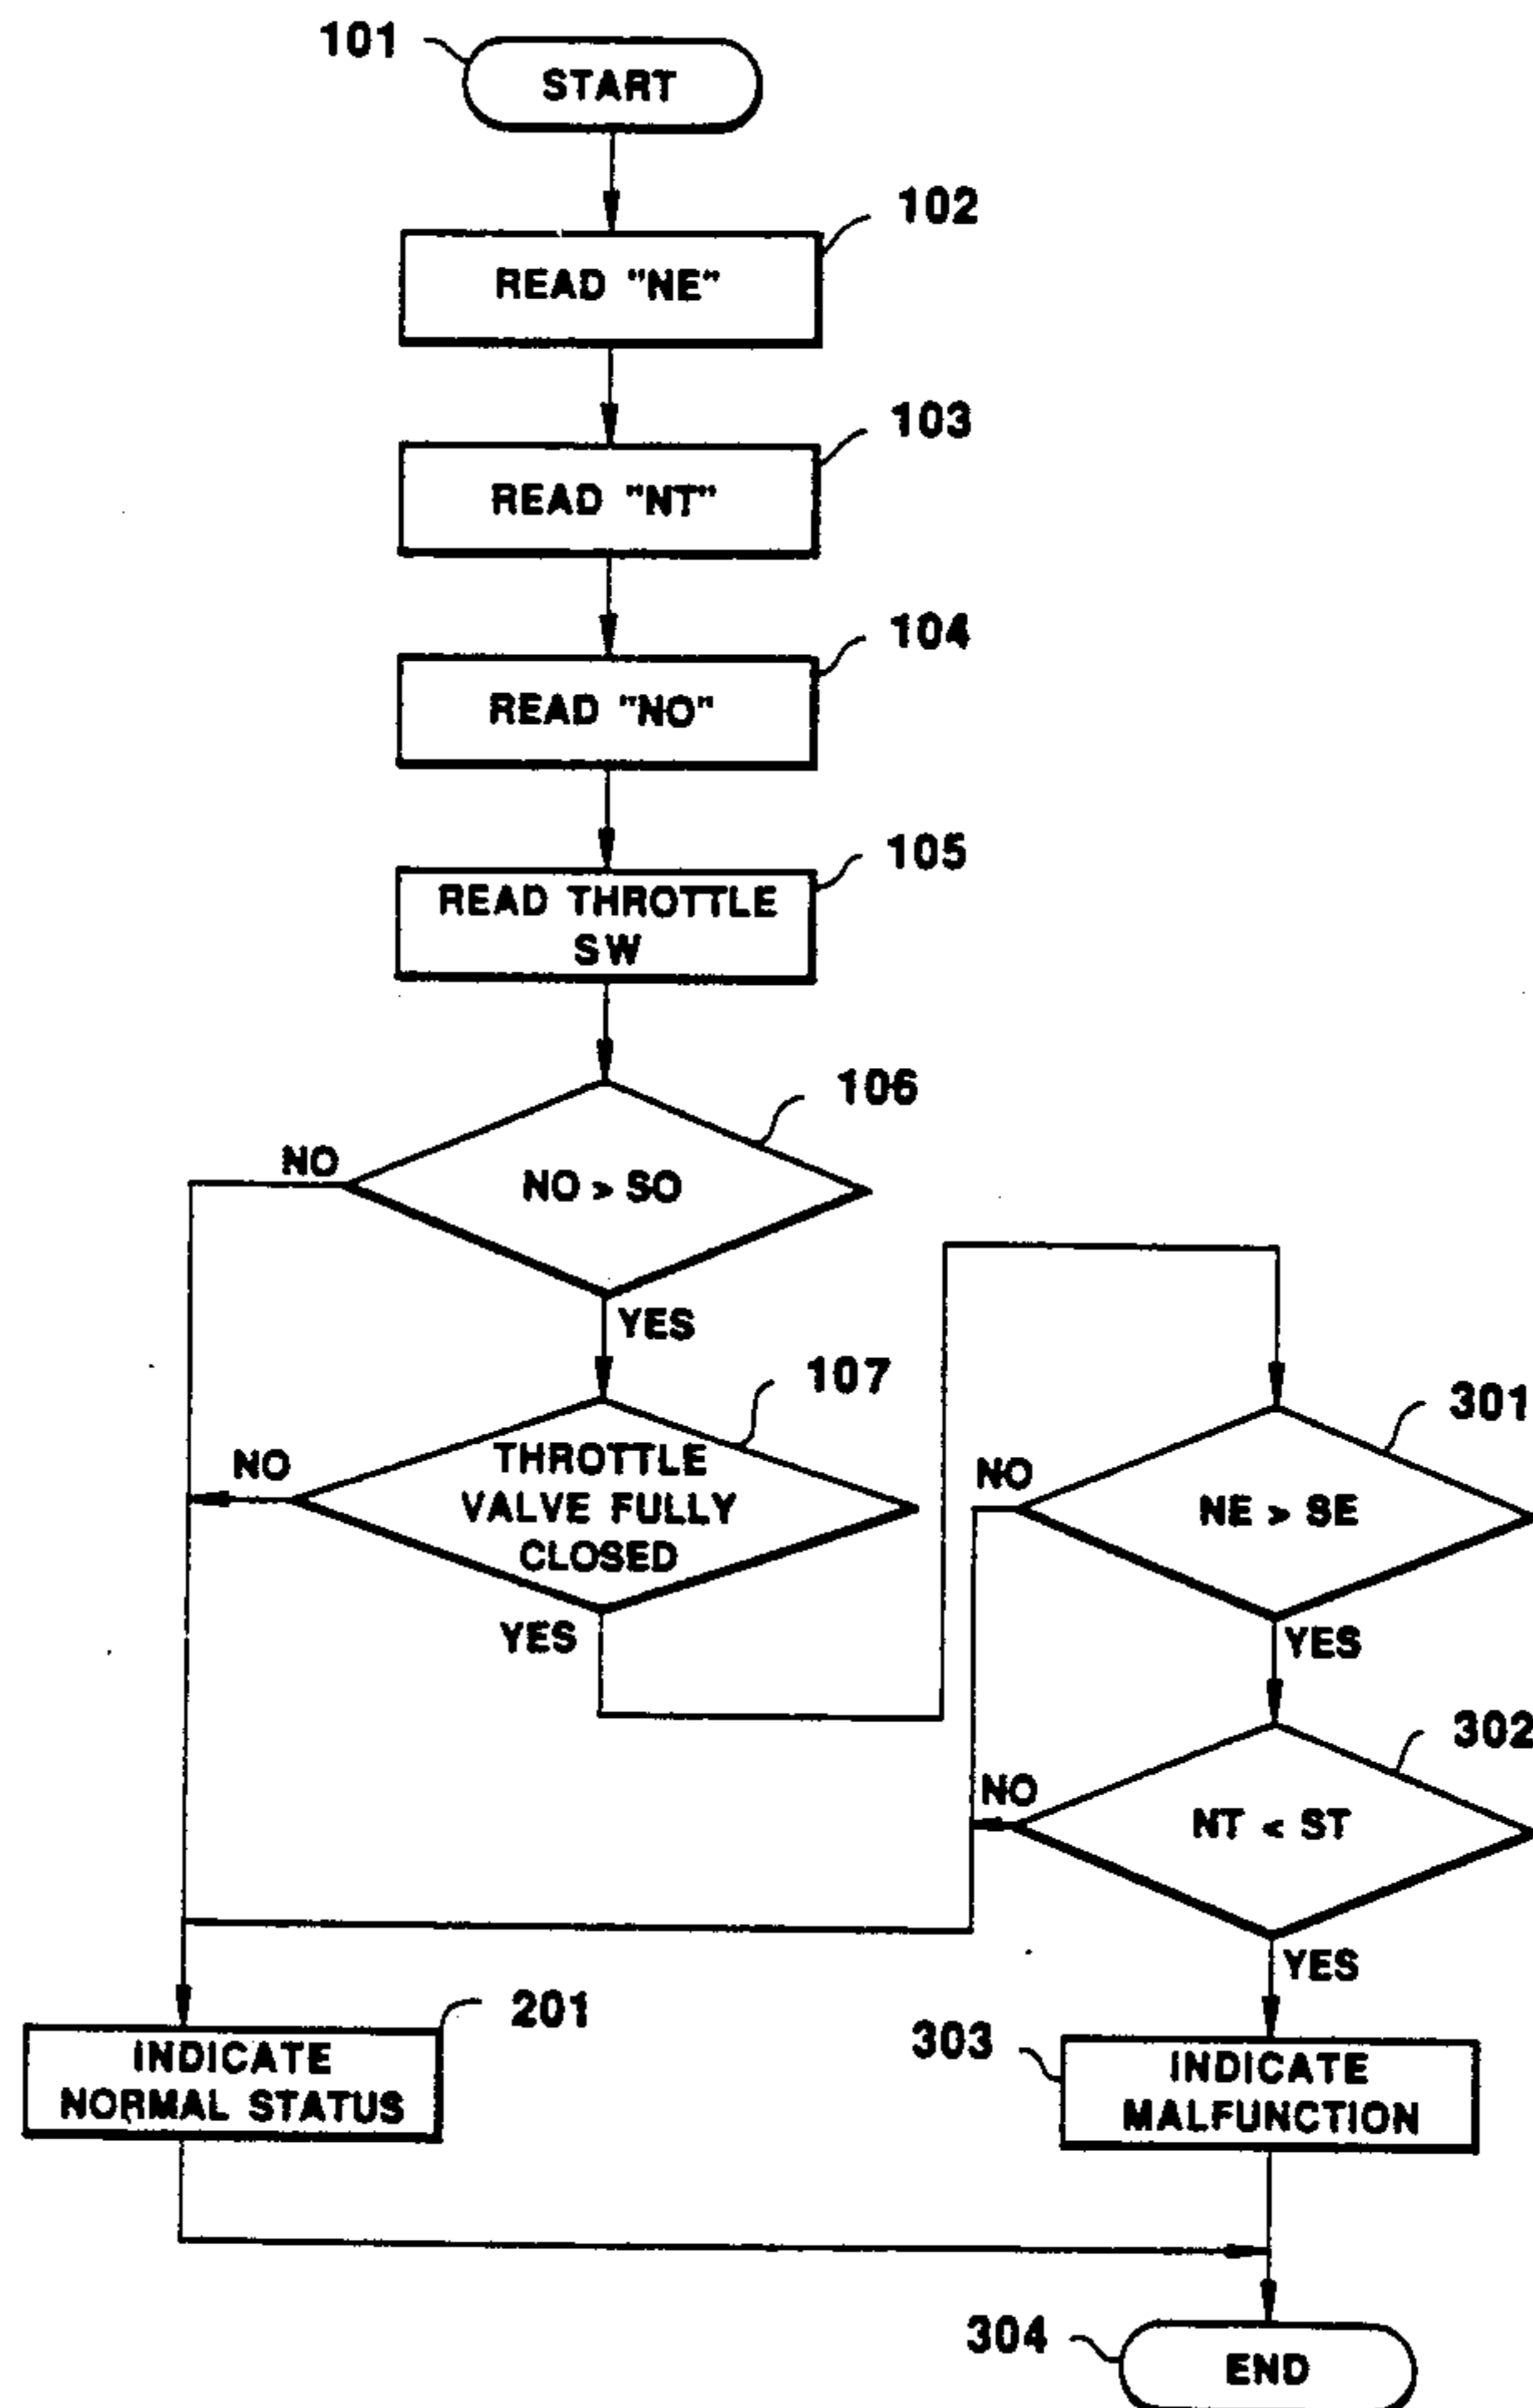 101
START
102
READ "NE"
103
READ "NT"
104
READ "NO"
105
READ THROTTLE
SW
106
NO
NO > SO
YES
107
NO
THROTTLE
VALVE FULLY
CLOSED
YES
301
NO
NE > SE
YES
302
NO
NT < ST
YES
201
INDICATE
NORMAL STATUS
303
INDICATE
MALFUNCTION
304
END